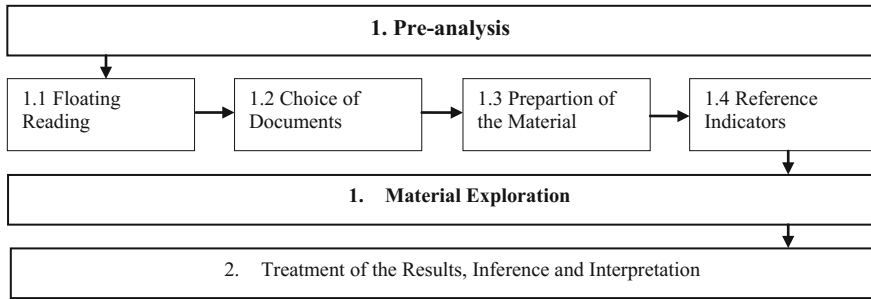 1. Pre-analysis
1.1 Floating
Reading
1.2 Choice of
Documents
1.3 Prepartion of
the Material
1.4 Reference
Indicators
1. Material Exploration
2. Treatment of the Results, Inference and Interpretation